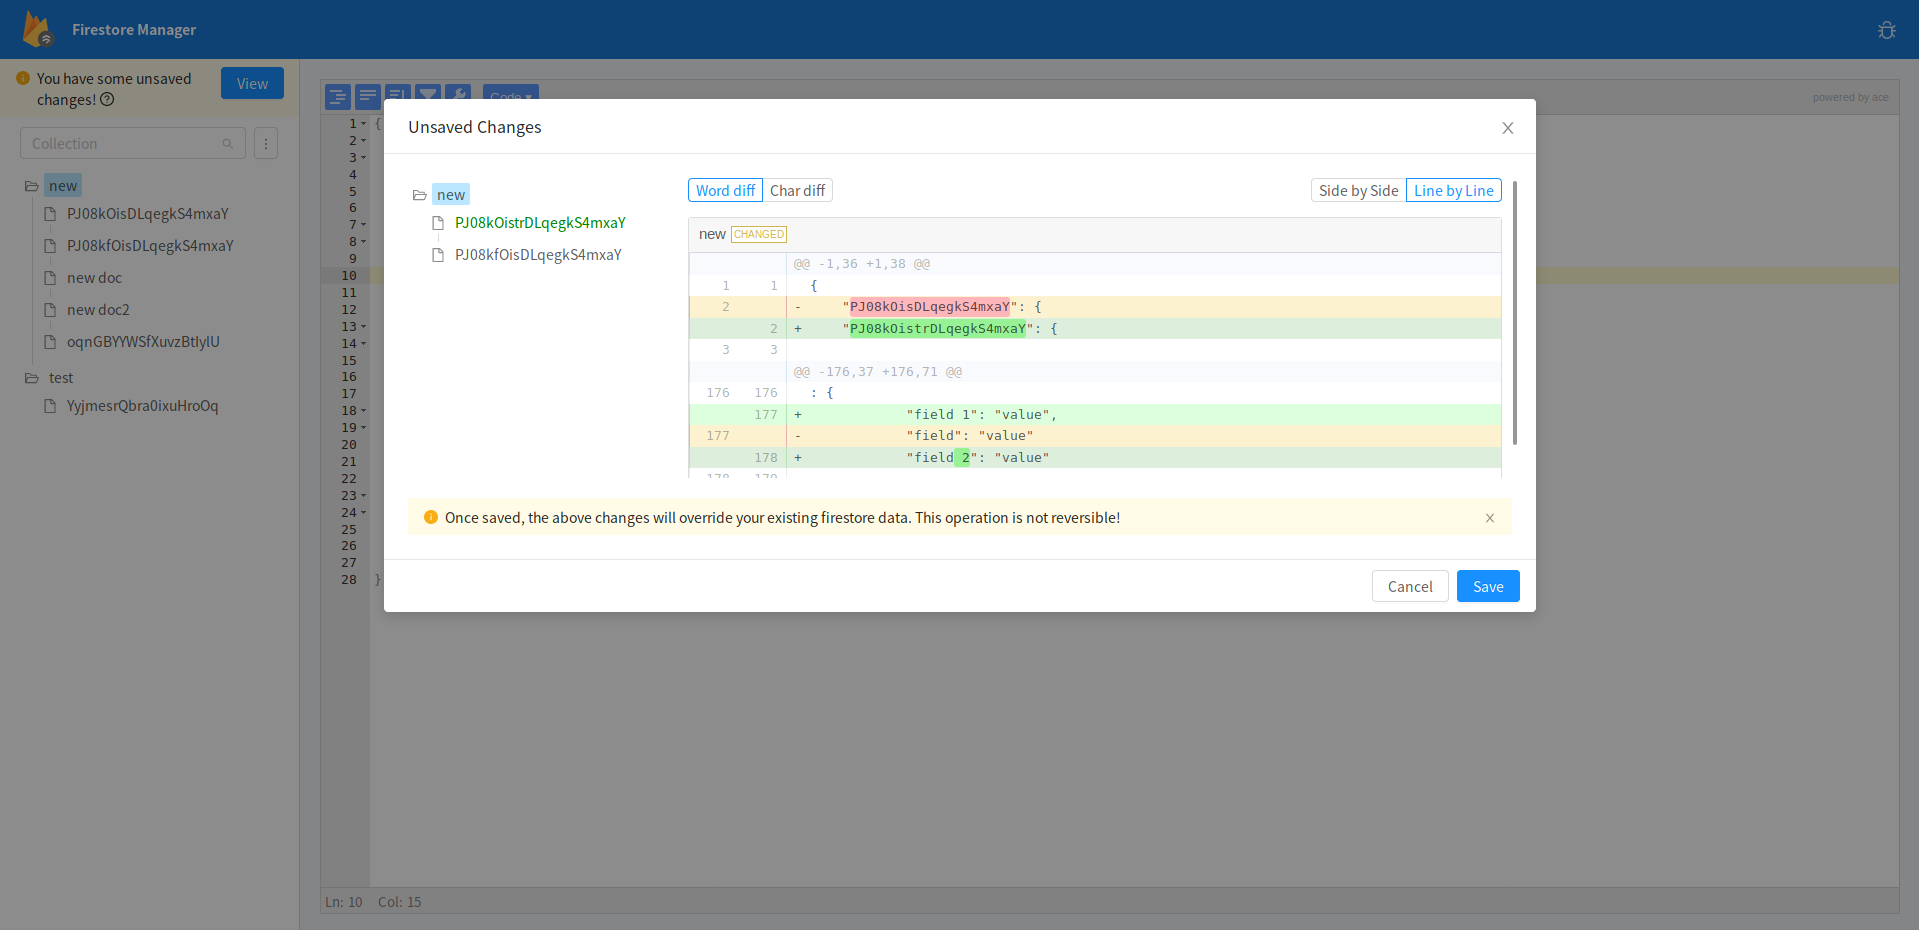 Firestore Manager
You have some unsaved
changes!
View
Collection
new
PJ08kOisDLqegkS4mxaY
PJ08kfOisDLqegkS4mxaY
new doc
new doc2
oqnGBYYWSfXuvzBtIylU
test
YyjmesrQbra0ixuHroOq
Code ▾
powered by ace
1 {
2
3
4
5
6
7
8
9
10
11
12
13
14
15
16
17
18
19
20
21
22
23
24
25
26
27
28 }
Ln: 10 Col: 15
Unsaved Changes
new
PJ08kOistrDLqegkS4mxaY
PJ08kfOisDLqegkS4mxaY
Word diff Char diff
Side by Side Line by Line
new CHANGED
@@ -1,36 +1,38 @@
1 1 {
2 - "PJ08kOisDLqegkS4mxaY": {
2 + "PJ08kOistrDLqegkS4mxaY": {
3 3
@@ -176,37 +176,71 @@
176 176 : {
177 + "field 1": "value",
177 - "field": "value"
178 + "field 2": "value"
178 179
Once saved, the above changes will override your existing firestore data. This operation is not reversible!
Cancel Save